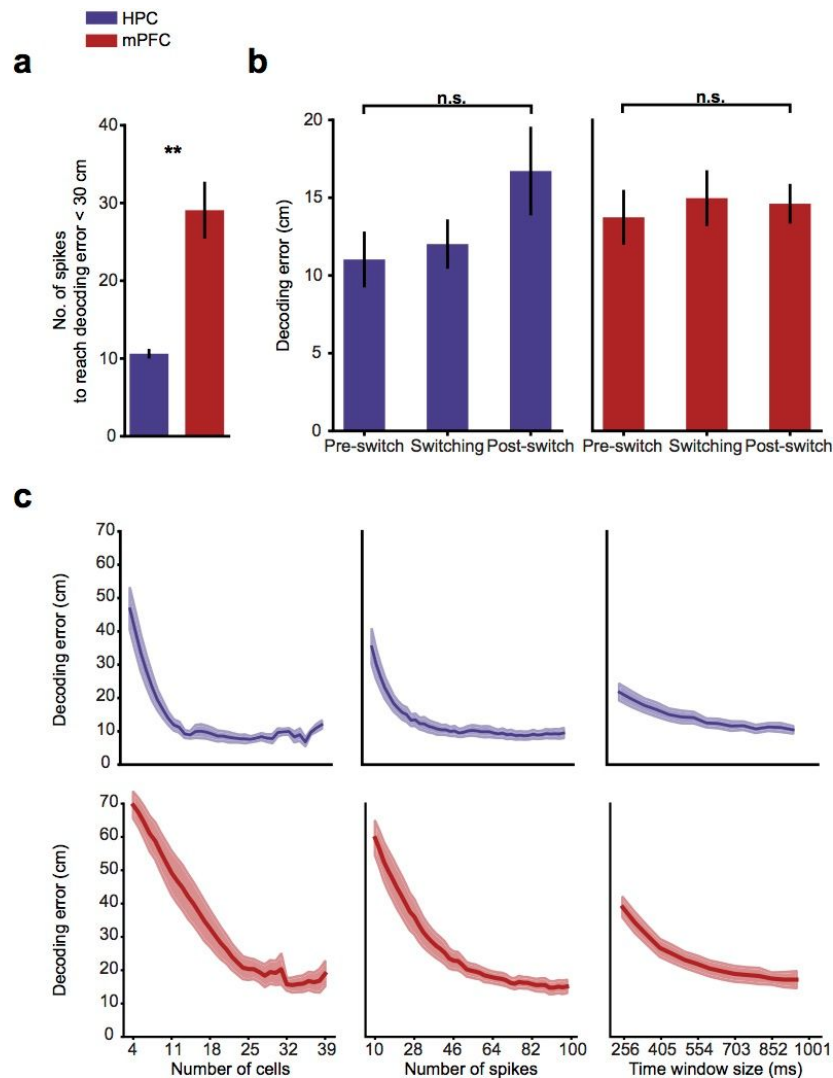 HPC
mPFC
a
b
**
No. of spikes
to reach deocding error < 30 cm
40
30
20
10
0
n.s.
n.s.
Decoding error (cm)
20
15
10
5
0
Pre-switch Switching Post-switch
Pre-switch Switching Post-switch
c
Decoding error (cm)
70
60
50
40
30
20
10
0
Decoding error (cm)
70
60
50
40
30
20
10
0
4 11 18 25 32 39
Number of cells
10 28 46 64 82 100
Number of spikes
256 405 554 703 852 1001
Time window size (ms)